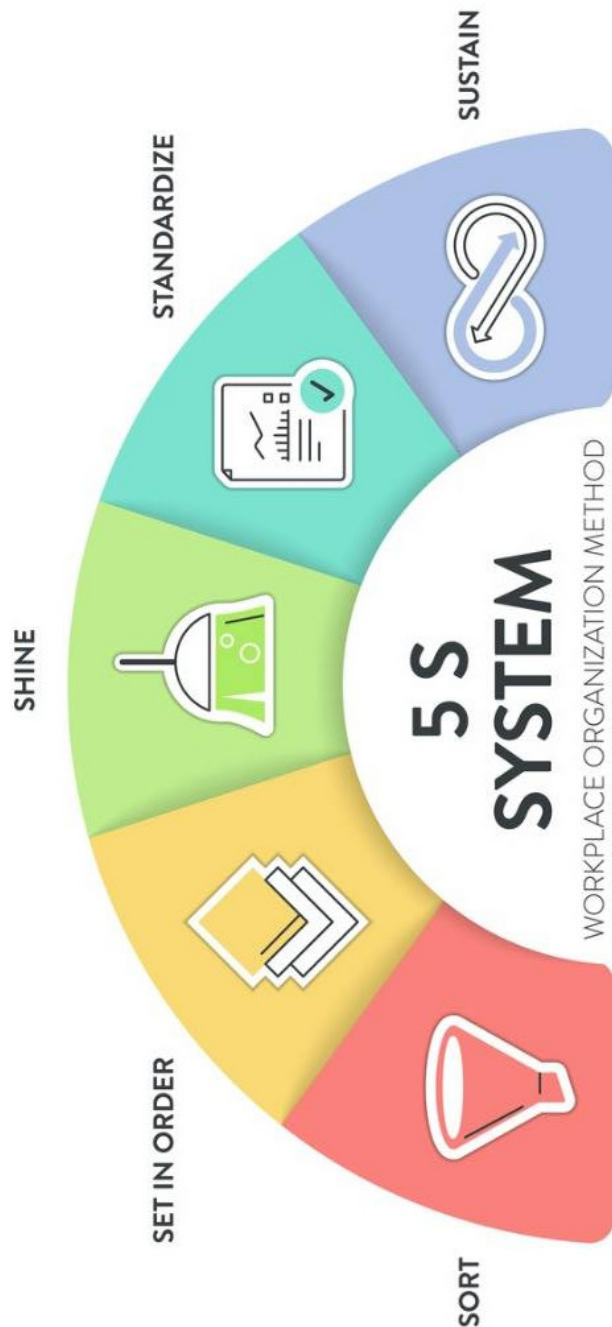 SORT
SET IN ORDER
SHINE
STANDARDIZE
SUSTAIN
5 S
SYSTEM
WORKPLACE ORGANIZATION METHOD